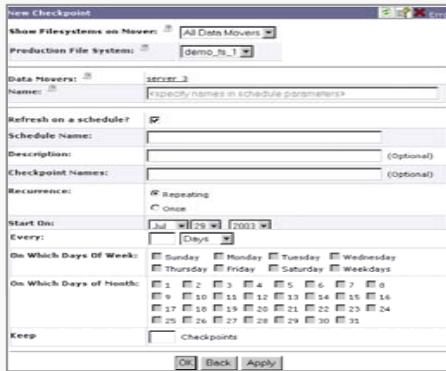 New Checkpoint
Show Filesystems on Mover: All Data Movers
Production File System: demo_fs_1
Data Movers: server_3
Name: <specify names in schedule parameters>
Refresh on a schedule?
Schedule Name:
Description: (Optional)
Checkpoint Names: (Optional)
Recurrence: Repeating
Once
Start On: Jul 29 2003
Every: Days
On Which Days Of Week: Sunday Monday Tuesday Wednesday
Thursday Friday Saturday Weekdays
On Which Days of Month: 1 2 3 4 5 6 7 8
9 10 11 12 13 14 15 16
17 18 19 20 21 22 23 24
25 26 27 28 29 30 31
Keep Checkpoints
OK Back Apply